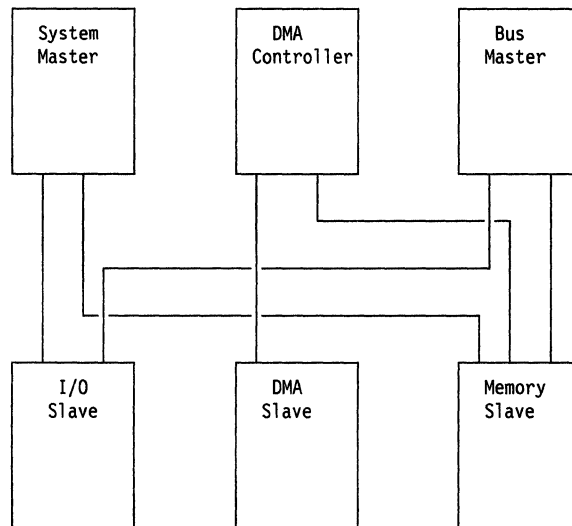 System
Master
DMA
Controller
Bus
Master
I/O
Slave
DMA
Slave
Memory
Slave